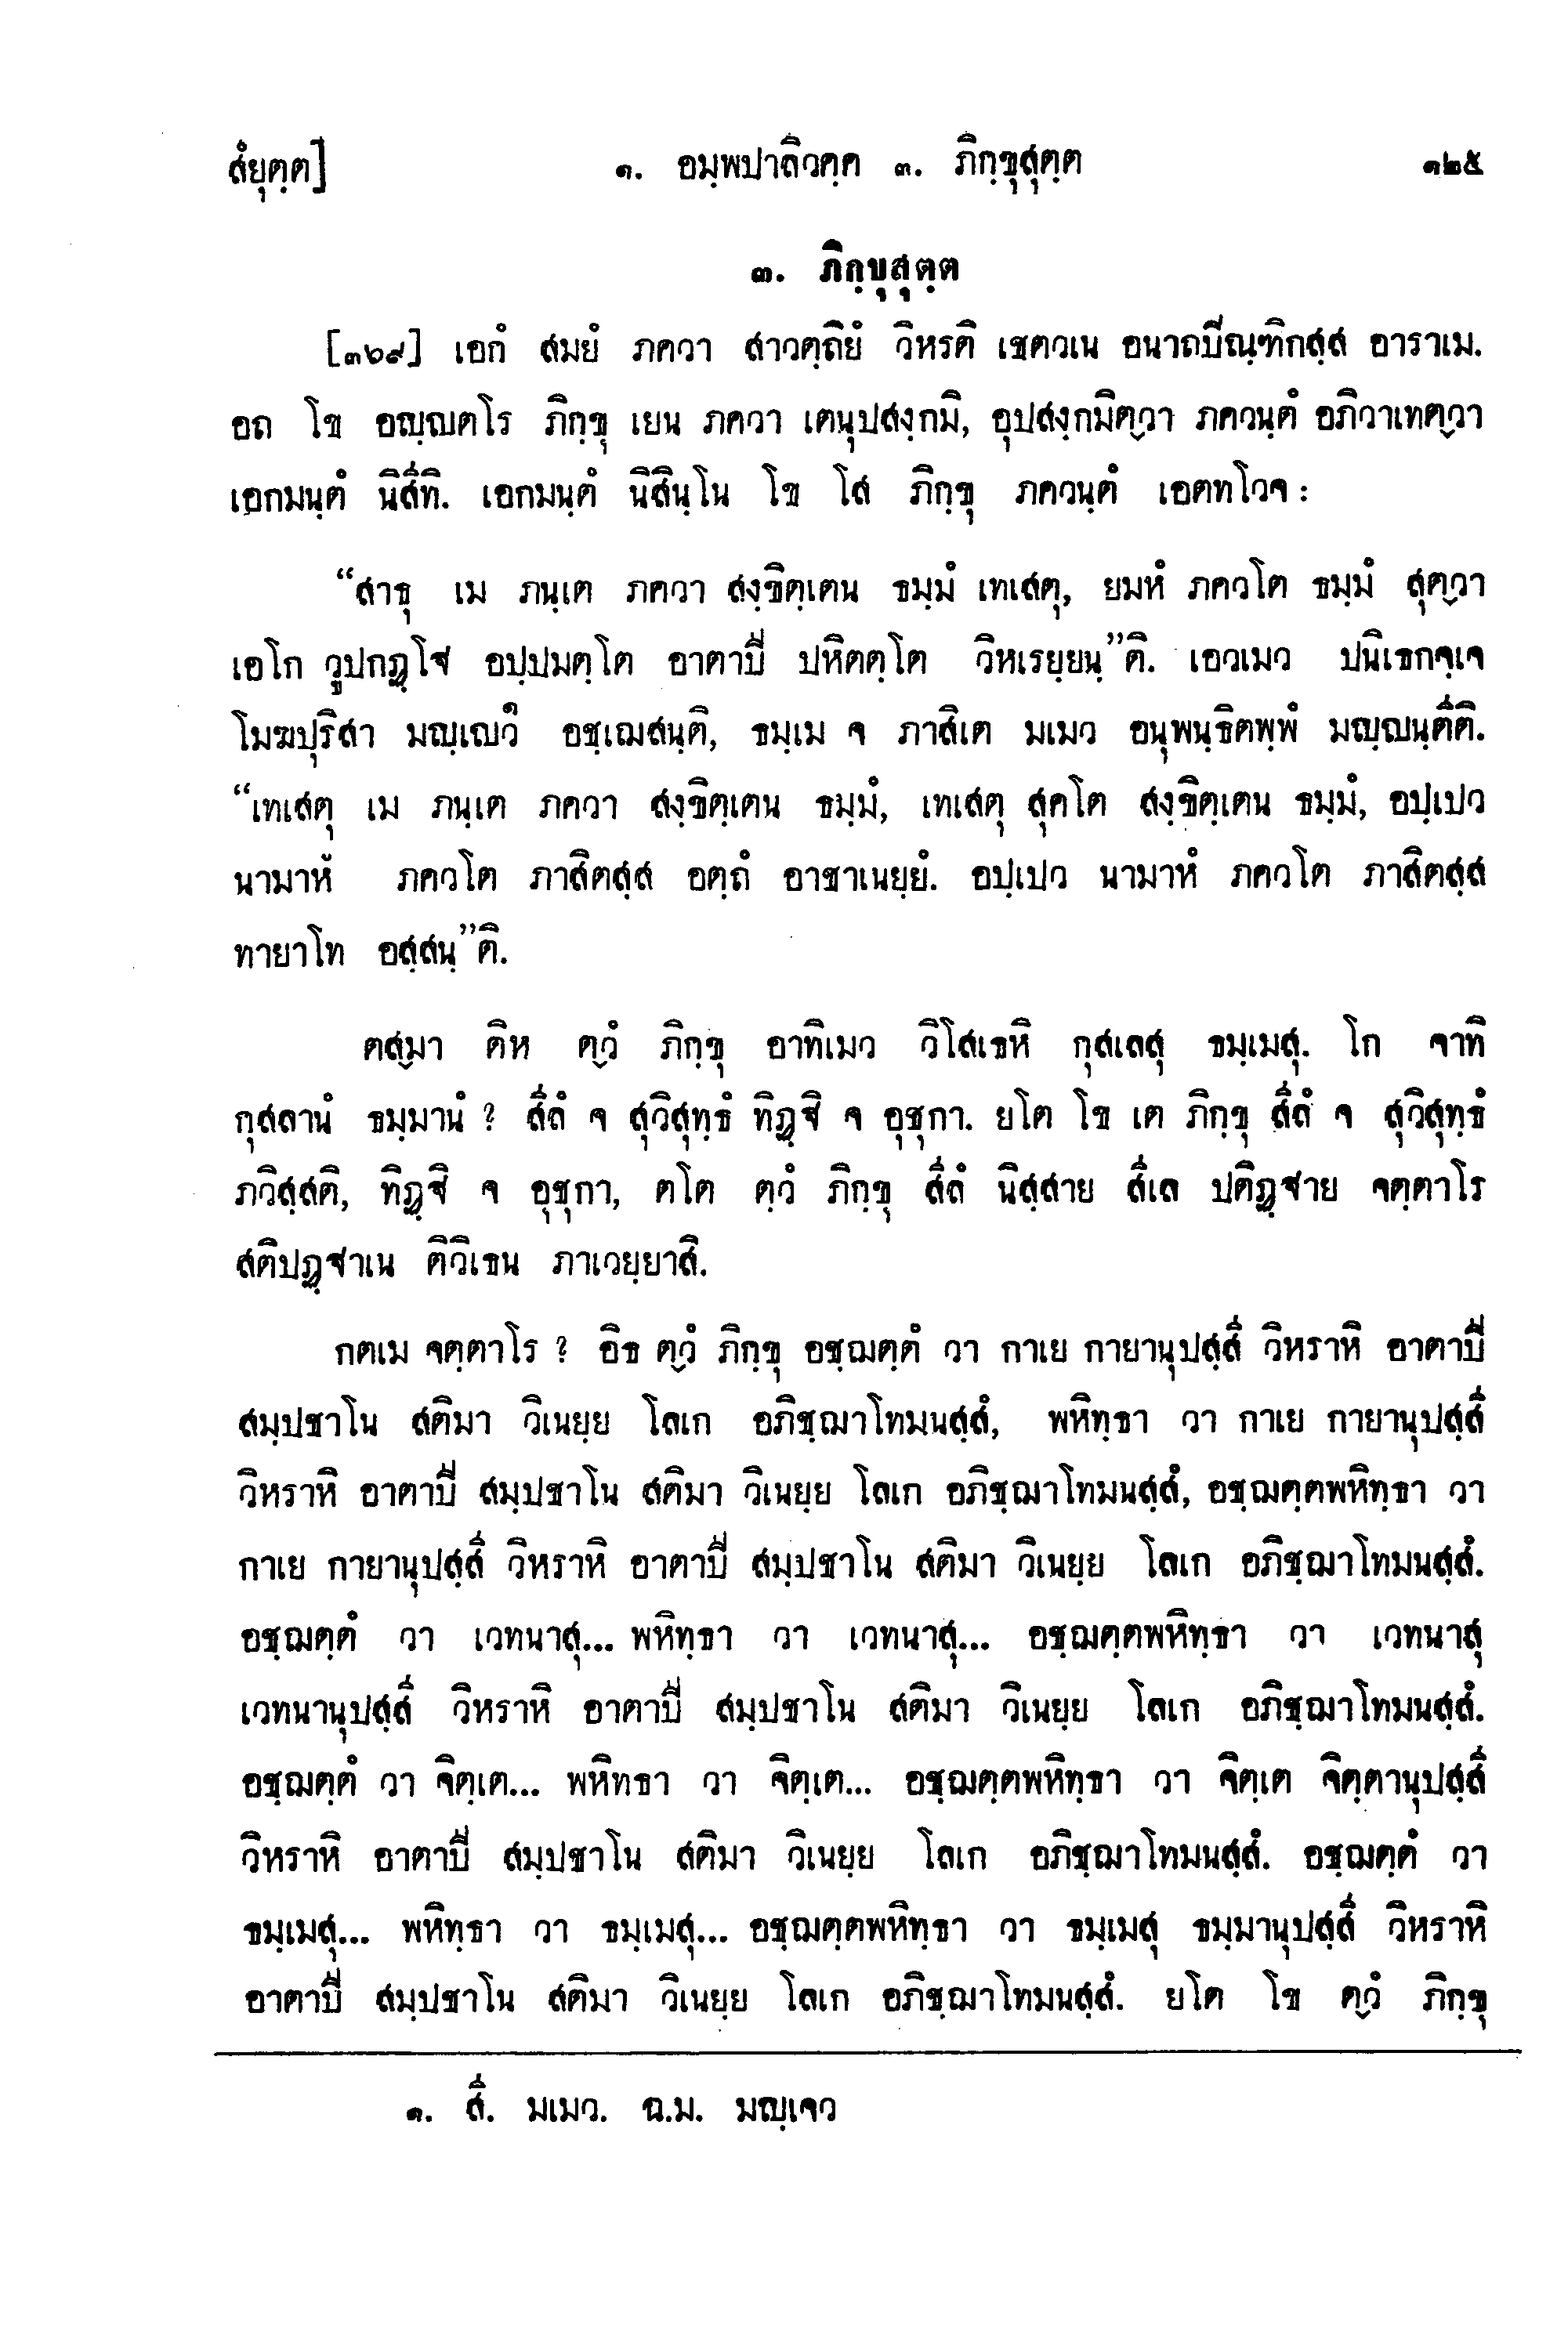 สํยุตฺต]	๑. อมฺพปาลิวคฺค ๓. ภิกฺขุสุตฺต	๑๒๕
๓. ภิกฺขุสุตฺต
[๓๖๙] เอกํ สมยํ ภควา สาวตฺถิยํ วิหรติ เชตวเน อนาถปิณฺฑิกสฺส อาราเม.
อถ โข อญฺญตโร ภิกฺขุ เยน ภควา เตนุปสงฺกมิ, อุปสงฺกมิตฺวา ภควนฺตํ อภิวาเทตฺวา
เอกมนฺตํ นิสีทิ. เอกมนฺตํ นิสินฺโน โข โส ภิกฺขุ ภควนฺตํ เอตทโวจ :
“สาธุ เม ภนฺเต ภควา สงฺขิตฺเตน ธมฺมํ เทเสตุ, ยมหํ ภควโต ธมฺมํ สุตฺวา
เอโก วูปกฏฺโฐ อปฺปมตฺโต อาตาปี ปหิตตฺโต วิหเรยฺยนฺ”ติ. เอวเมว ปนิเธกจฺเจ
โมฆปุริสา มญฺเญว๑ อชฺเฌสนฺติ, ธมฺเม จ ภาสิเต มเมว อนุพนฺธิตพฺพํ มญฺญนฺตีติ.
“เทเสตุ เม ภนฺเต ภควา สงฺขิตฺเตน ธมฺมํ, เทเสตุ สุคโต สงฺขิตฺเตน ธมฺมํ, อปฺเปว
นามาหํ ภควโต ภาสิตสฺส อตฺถํ อาชาเนยฺยํ. อปฺเปว นามาหํ ภควโต ภาสิตสฺส
ทายาโท อสฺสนฺ”ติ.
ตสฺมา ติห ตฺวํ ภิกฺขุ อาทิเมว วิโสเธหิ กุสเลสุ ธมฺเมสุ. โก จาทิ
กุสลานํ ธมฺมานํ ? สีลํ จ สุวิสุทฺธํ ทิฏฺฐิ จ อุชุกา. ยโต โข เต ภิกฺขุ สีลํ จ สุวิสุทฺธํ
ภวิสฺสติ, ทิฏฺฐิ จ อุชุกา, ตโต ตฺวํ ภิกฺขุ สีลํ นิสฺสาย สีเล ปติฏฺฐาย จตฺตาโร
สติปฏฺฐาเน ติวิเธน ภาเวยฺยาสิ.
กตเม จตฺตาโร ? อิธ ตฺวํ ภิกฺขุ อชฺฌตฺตํ วา กาเย กายานุปสฺสี วิหราหิ อาตาปี
สมฺปชาโน สติมา วิเนยฺย โลเก อภิชฺฌาโทมนสฺสํ, พหิทฺธา วา กาเย กายานุปสฺสี
วิหราหิ อาตาปี สมฺปชาโน สติมา วิเนยฺย โลเก อภิชฺฌาโทมนสฺสํ, อชฺฌตฺตพหิทฺธา วา
กาเย กายานุปสฺสี วิหราหิ อาตาปี สมฺปชาโน สติมา วิเนยฺย โลเก อภิชฺฌาโทมนสฺสํ.
อชฺฌตฺตํ วา เวทนาสุ... พหิทฺธา วา เวทนาสุ... อชฺฌตฺตพหิทฺธา วา เวทนาสุ
เวทนานุปสฺสี วิหราหิ อาตาปี สมฺปชาโน สติมา วิเนยฺย โลเก อภิชฺฌาโทมนสฺสํ.
อชฺฌตฺตํ วา จิตฺเต... พหิทธา วา จิตฺเต... อชฺฌตฺตพหิทฺธา วา จิตฺเต จิตฺตานุปสฺสี
วิหราหิ อาตาปี สมฺปชาโน สติมา วิเนยฺย โลเก อภิชฺฌาโทมนสฺสํ. อชฺฌตฺตํ วา
ธมฺเมสุ... พหิทฺธา วา ธมฺเมสุ... อชฺฌตฺตพหิทฺธา วา ธมฺเมสุ ธมฺมานุปสฺสี วิหราหิ
อาตาปี สมฺปชาโน สติมา วิเนยฺย โลเก อภิชฺฌาโทมนสฺสํ. ยโต โข ตฺวํ ภิกฺขุ
๑. สี. มเมว. ฉ.ม. มญฺเจว